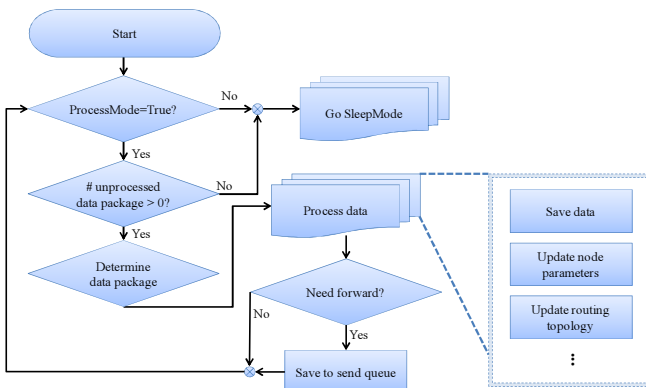 Start
ProcessMode=True?
No
Go SleepMode
Yes
# unprocessed
data package > 0?
No
Yes
Determine
data package
Process data
Save data
Update node
parameters
Update routing
topology
Need forward?
No
Yes
Save to send queue